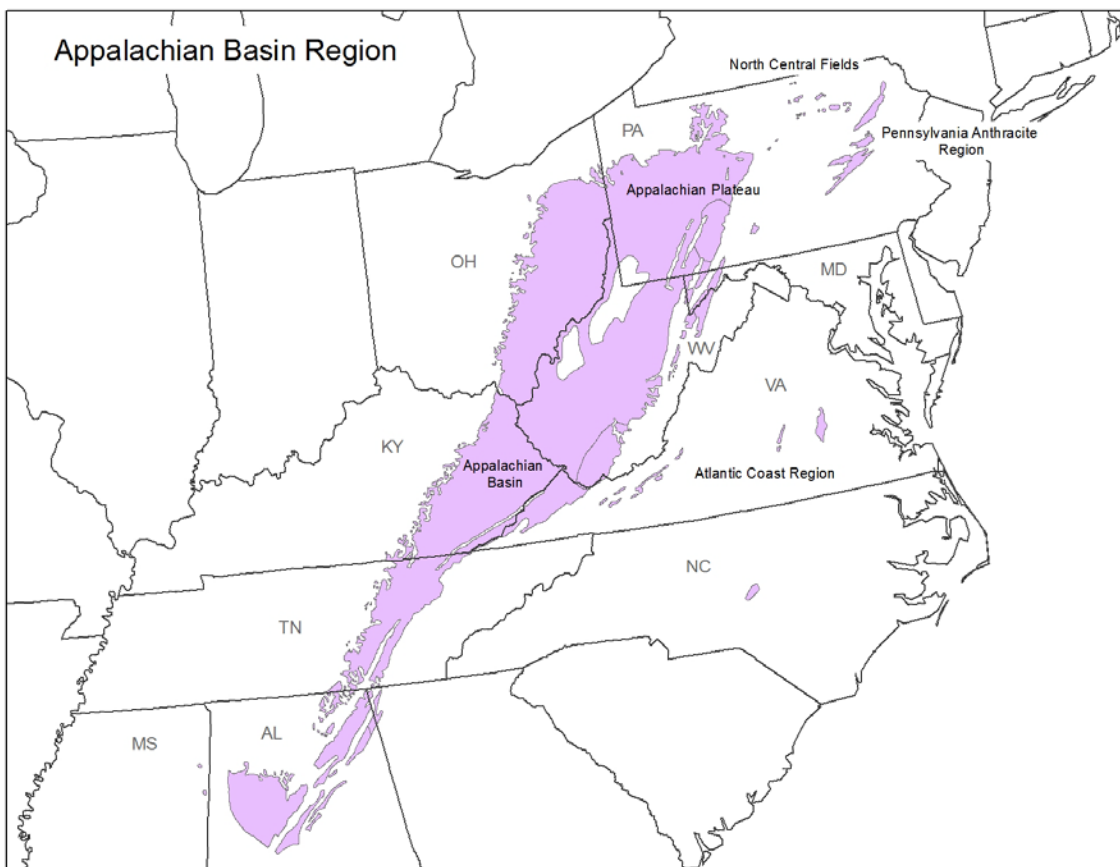 Appalachian Basin Region
North Central Fields
PA
Pennsylvania Anthracite
Region
Appalachian Plateau
OH
MD
WV
VA
KY
Appalachian
Basin
Atlantic Coast Region
NC
TN
AL
MS